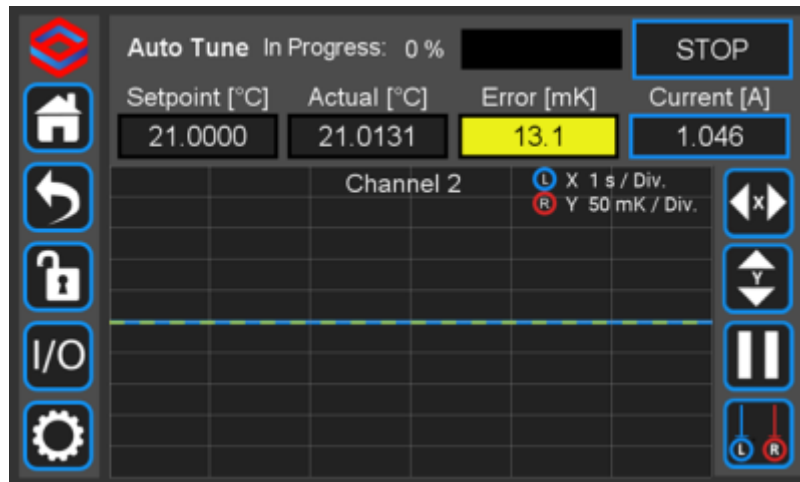 Auto Tune In Progress: 0 %
STOP
Setpoint [°C] Actual [°C] Error [mK] Current [A]
21.0000 21.0131 13.1 1.046
Channel 2
L X 1 s / Div.
R Y 50 mK / Div.
X
Y
I/O
L R